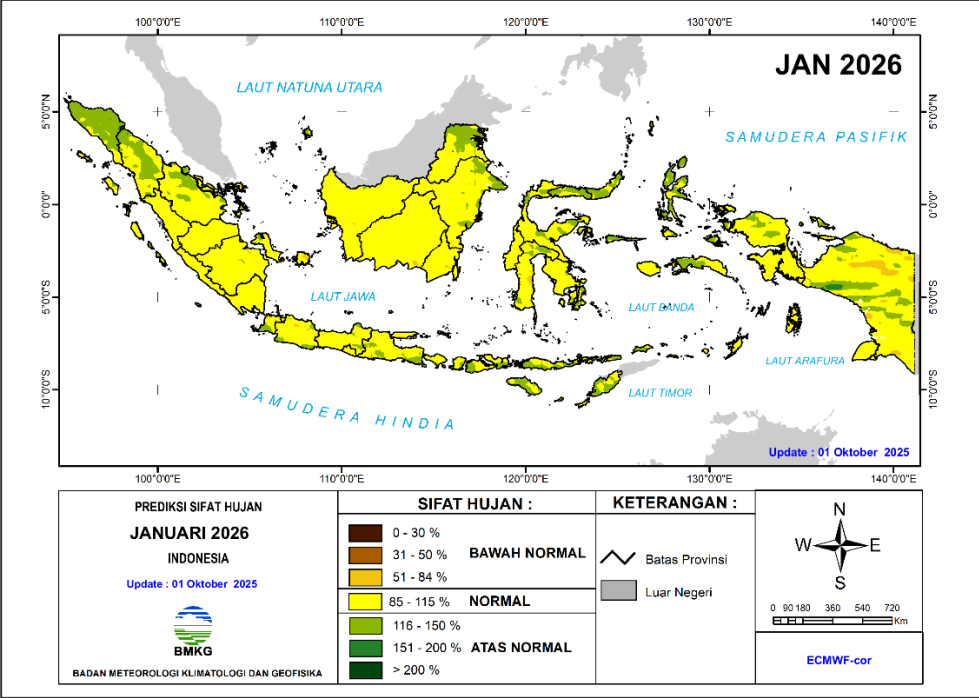 100°0'0"E 110°0'0"E 120°0'0"E 130°0'0"E 140°0'0"E
JAN 2026
LAUT NATUNA UTARA
SAMUDERA PASIFIK
5°0'0"N 5°0'0"N
0°0'0" 0°0'0"
LAUT JAWA
LAUT BANDA
5°0'0"S 5°0'0"S
LAUT ARAFURA
LAUT TIMOR
10°0'0"S 10°0'0"S
SAMUDERA HINDIA
Update : 01 Oktober 2025
100°0'0"E 110°0'0"E 120°0'0"E 130°0'0"E 140°0'0"E
PREDIKSI SIFAT HUJAN
JANUARI 2026
INDONESIA
Update : 01 Oktober 2025
BMKG
BADAN METEOROLOGI KLIMATOLOGI DAN GEOFISIKA
SIFAT HUJAN :
0 - 30 %
31 - 50 % BAWAH NORMAL
51 - 84 %
85 - 115 % NORMAL
116 - 150 %
151 - 200 % ATAS NORMAL
> 200 %
KETERANGAN :
Batas Provinsi
Luar Negeri
N
W E
S
0 90 180 360 540 720
Km
ECMWF-cor